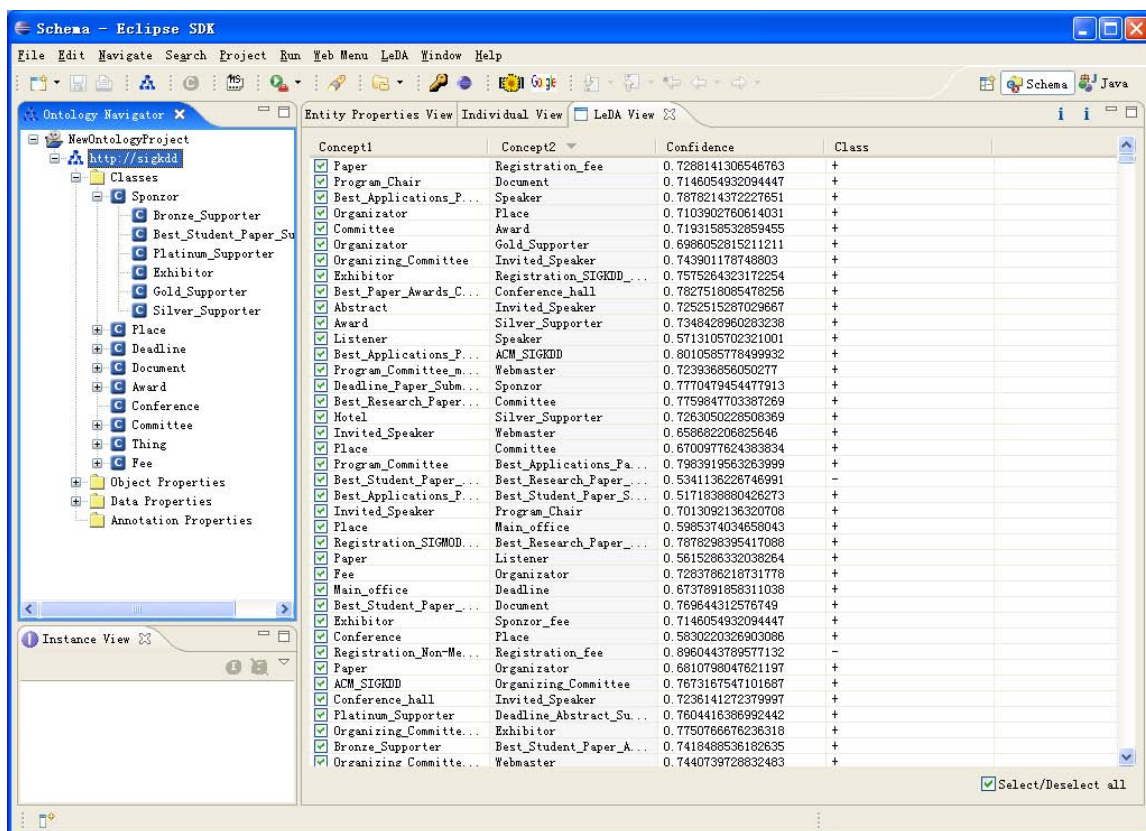 Schema - Eclipse SDK
File Edit Navigate Search Project Run Web Menu LeDA Window Help
Schema Java
Ontology Navigator
NewOntologyProject
http://sigkdd
Classes
Sponzor
Bronze_Supporter
Best_Student_Paper_Su
Platinum_Supporter
Exhibitor
Gold_Supporter
Silver_Supporter
Place
Deadline
Document
Award
Conference
Committee
Thing
Fee
Object Properties
Data Properties
Annotation Properties
Instance View
Entity Properties View Individual View LeDA View
Concept1 Concept2 Confidence Class
Paper Registration_fee 0.7288141306546763 +
Program_Chair Document 0.7146054932094447 +
Best_Applications_P... Speaker 0.7878214372227651 +
Organizator Place 0.7103902760614031 +
Committee Award 0.7193158532859455 +
Organizator Gold_Supporter 0.6986052815211211 +
Organizing_Committee Invited_Speaker 0.743901178748803 +
Exhibitor Registration_SIGKDD_... 0.7575264323172254 +
Best_Paper_Awards_C... Conference_hall 0.7827518085478256 +
Abstract Invited_Speaker 0.7252515287029667 +
Award Silver_Supporter 0.7348428960283238 +
Listener Speaker 0.5713105702321001 +
Best_Applications_P... ACM_SIGKDD 0.8010585778499932 +
Program_Committee_m... Webmaster 0.723936856050277 +
Deadline_Paper_Subm... Sponzor 0.7770479454477913 +
Best_Research_Paper... Committee 0.7759847703387269 +
Hotel Silver_Supporter 0.7263050228508369 +
Invited_Speaker Webmaster 0.658682206825646 +
Place Committee 0.6700977624383834 +
Program_Committee Best_Applications_Pa... 0.7983919563263999 +
Best_Student_Paper_... Best_Research_Paper_... 0.5341136226746991 -
Best_Applications_P... Best_Student_Paper_S... 0.5171838880426273 +
Invited_Speaker Program_Chair 0.7013092136320708 +
Place Main_office 0.5985374034658043 +
Registration_SIGMOD... Best_Research_Paper_... 0.7878298395417088 +
Paper Listener 0.5615286332038264 +
Fee Organizator 0.7283786218731778 +
Main_office Deadline 0.6737891858311038 +
Best_Student_Paper_... Document 0.769644312576749 +
Exhibitor Sponzor_fee 0.7146054932094447 +
Conference Place 0.5830220326903086 +
Registration_Non-Me... Registration_fee 0.8960443789577132 -
Paper Organizator 0.6810798047621197 +
ACM_SIGKDD Organizing_Committee 0.7673167547101687 +
Conference_hall Invited_Speaker 0.7236141272379997 +
Platinum_Supporter Deadline_Abstract_Su... 0.7604416386992442 +
Organizing_Committe... Exhibitor 0.7750766676236318 +
Bronze_Supporter Best_Student_Paper_A... 0.7418488536182635 +
Organizing Committe... Webmaster 0.7440739728832483 +
Select/Deselect all